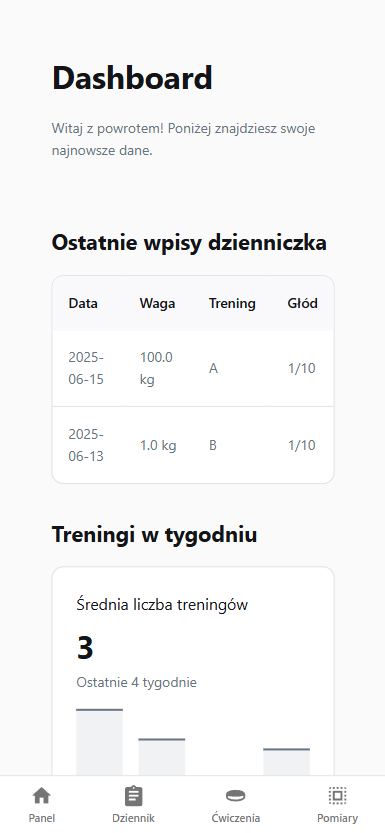 Dashboard
Witaj z powrotem! Poniżej znajdziesz swoje
najnowsze dane.
Ostatnie wpisy dzienniczka
Data Waga Trening Głód
2025-
06-15
100.0
kg
A
1/10
2025-
06-13
1.0 kg
B
1/10
Treningi w tygodniu
Średnia liczba treningów
3
Ostatnie 4 tygodnie
Panel Dziennik Ćwiczenia Pomiary